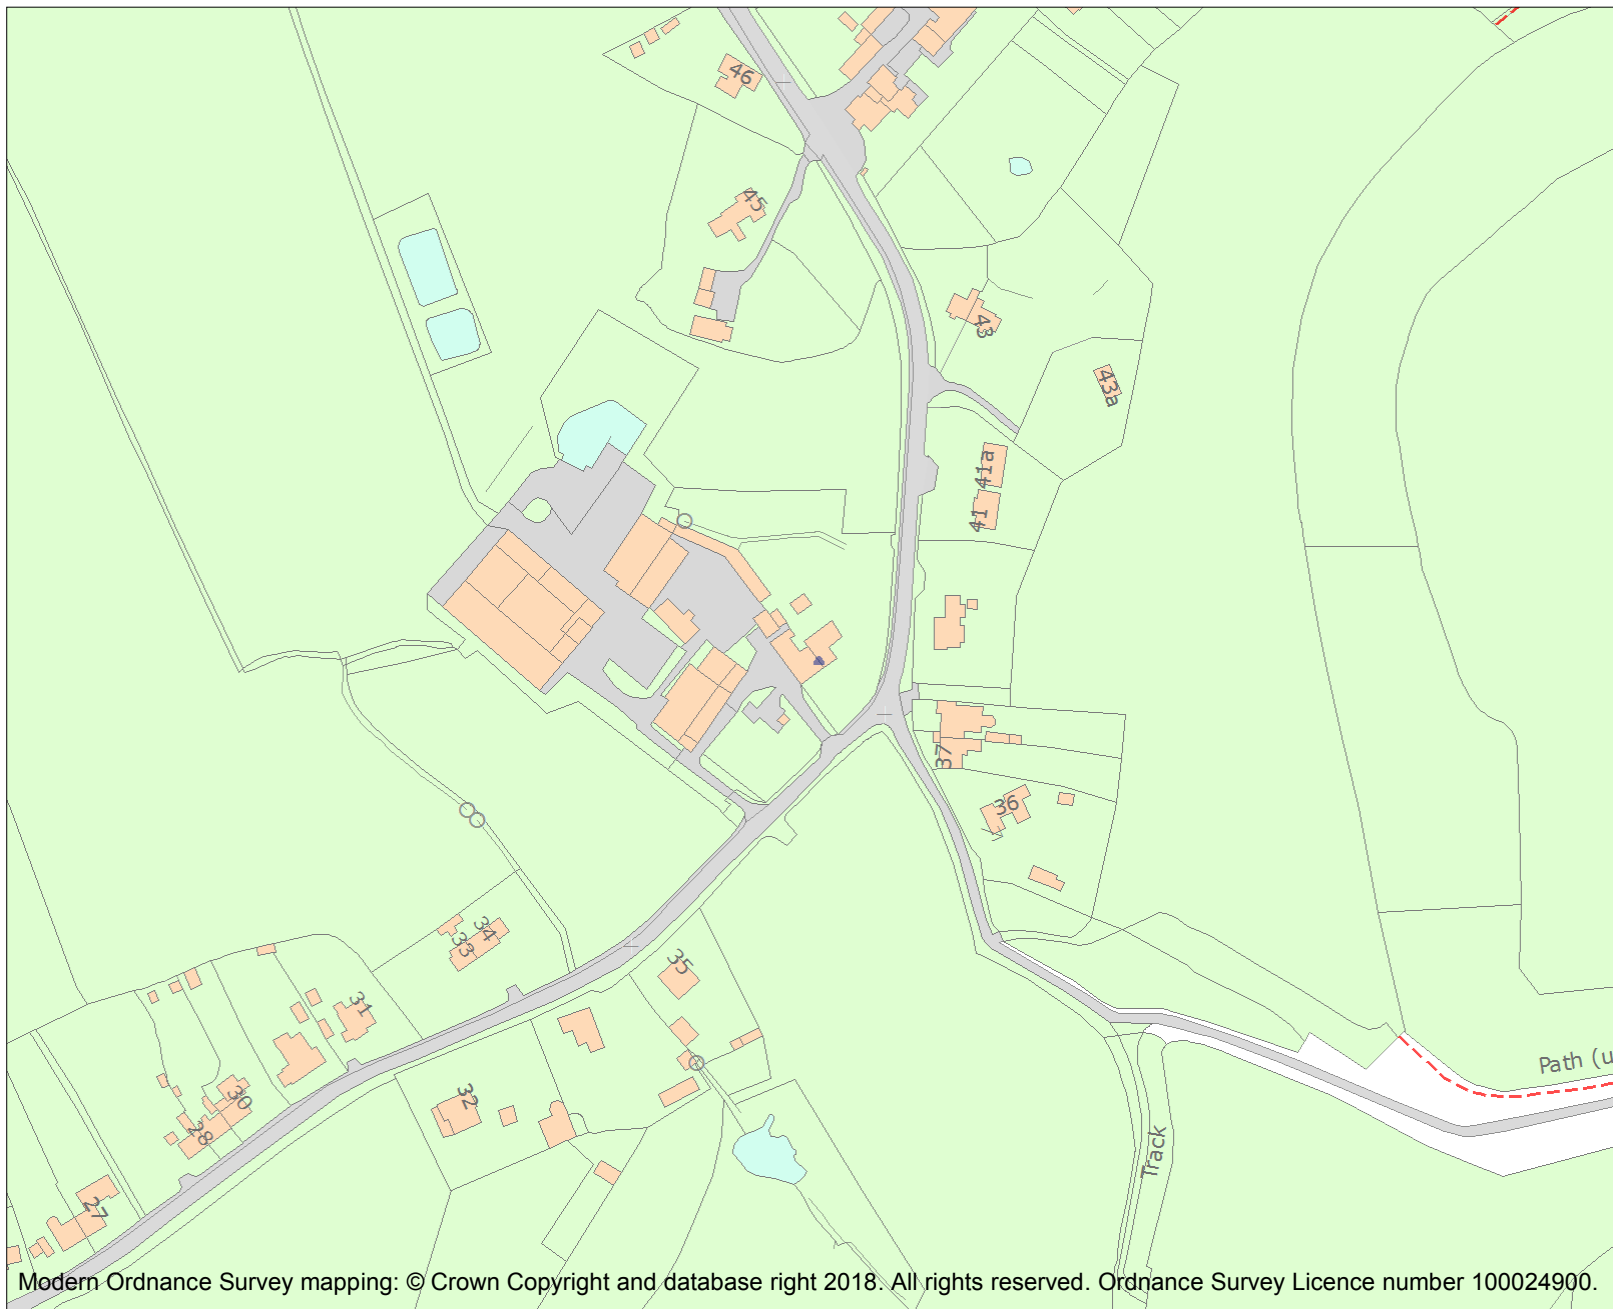 46
45
43
43a
41a
41
37
36
34
33
35
31
Path (u
32
30
28
Track
27
Modern Ordnance Survey mapping: © Crown Copyright and database right 2018. All rights reserved. Ordnance Survey Licence number 100024900.